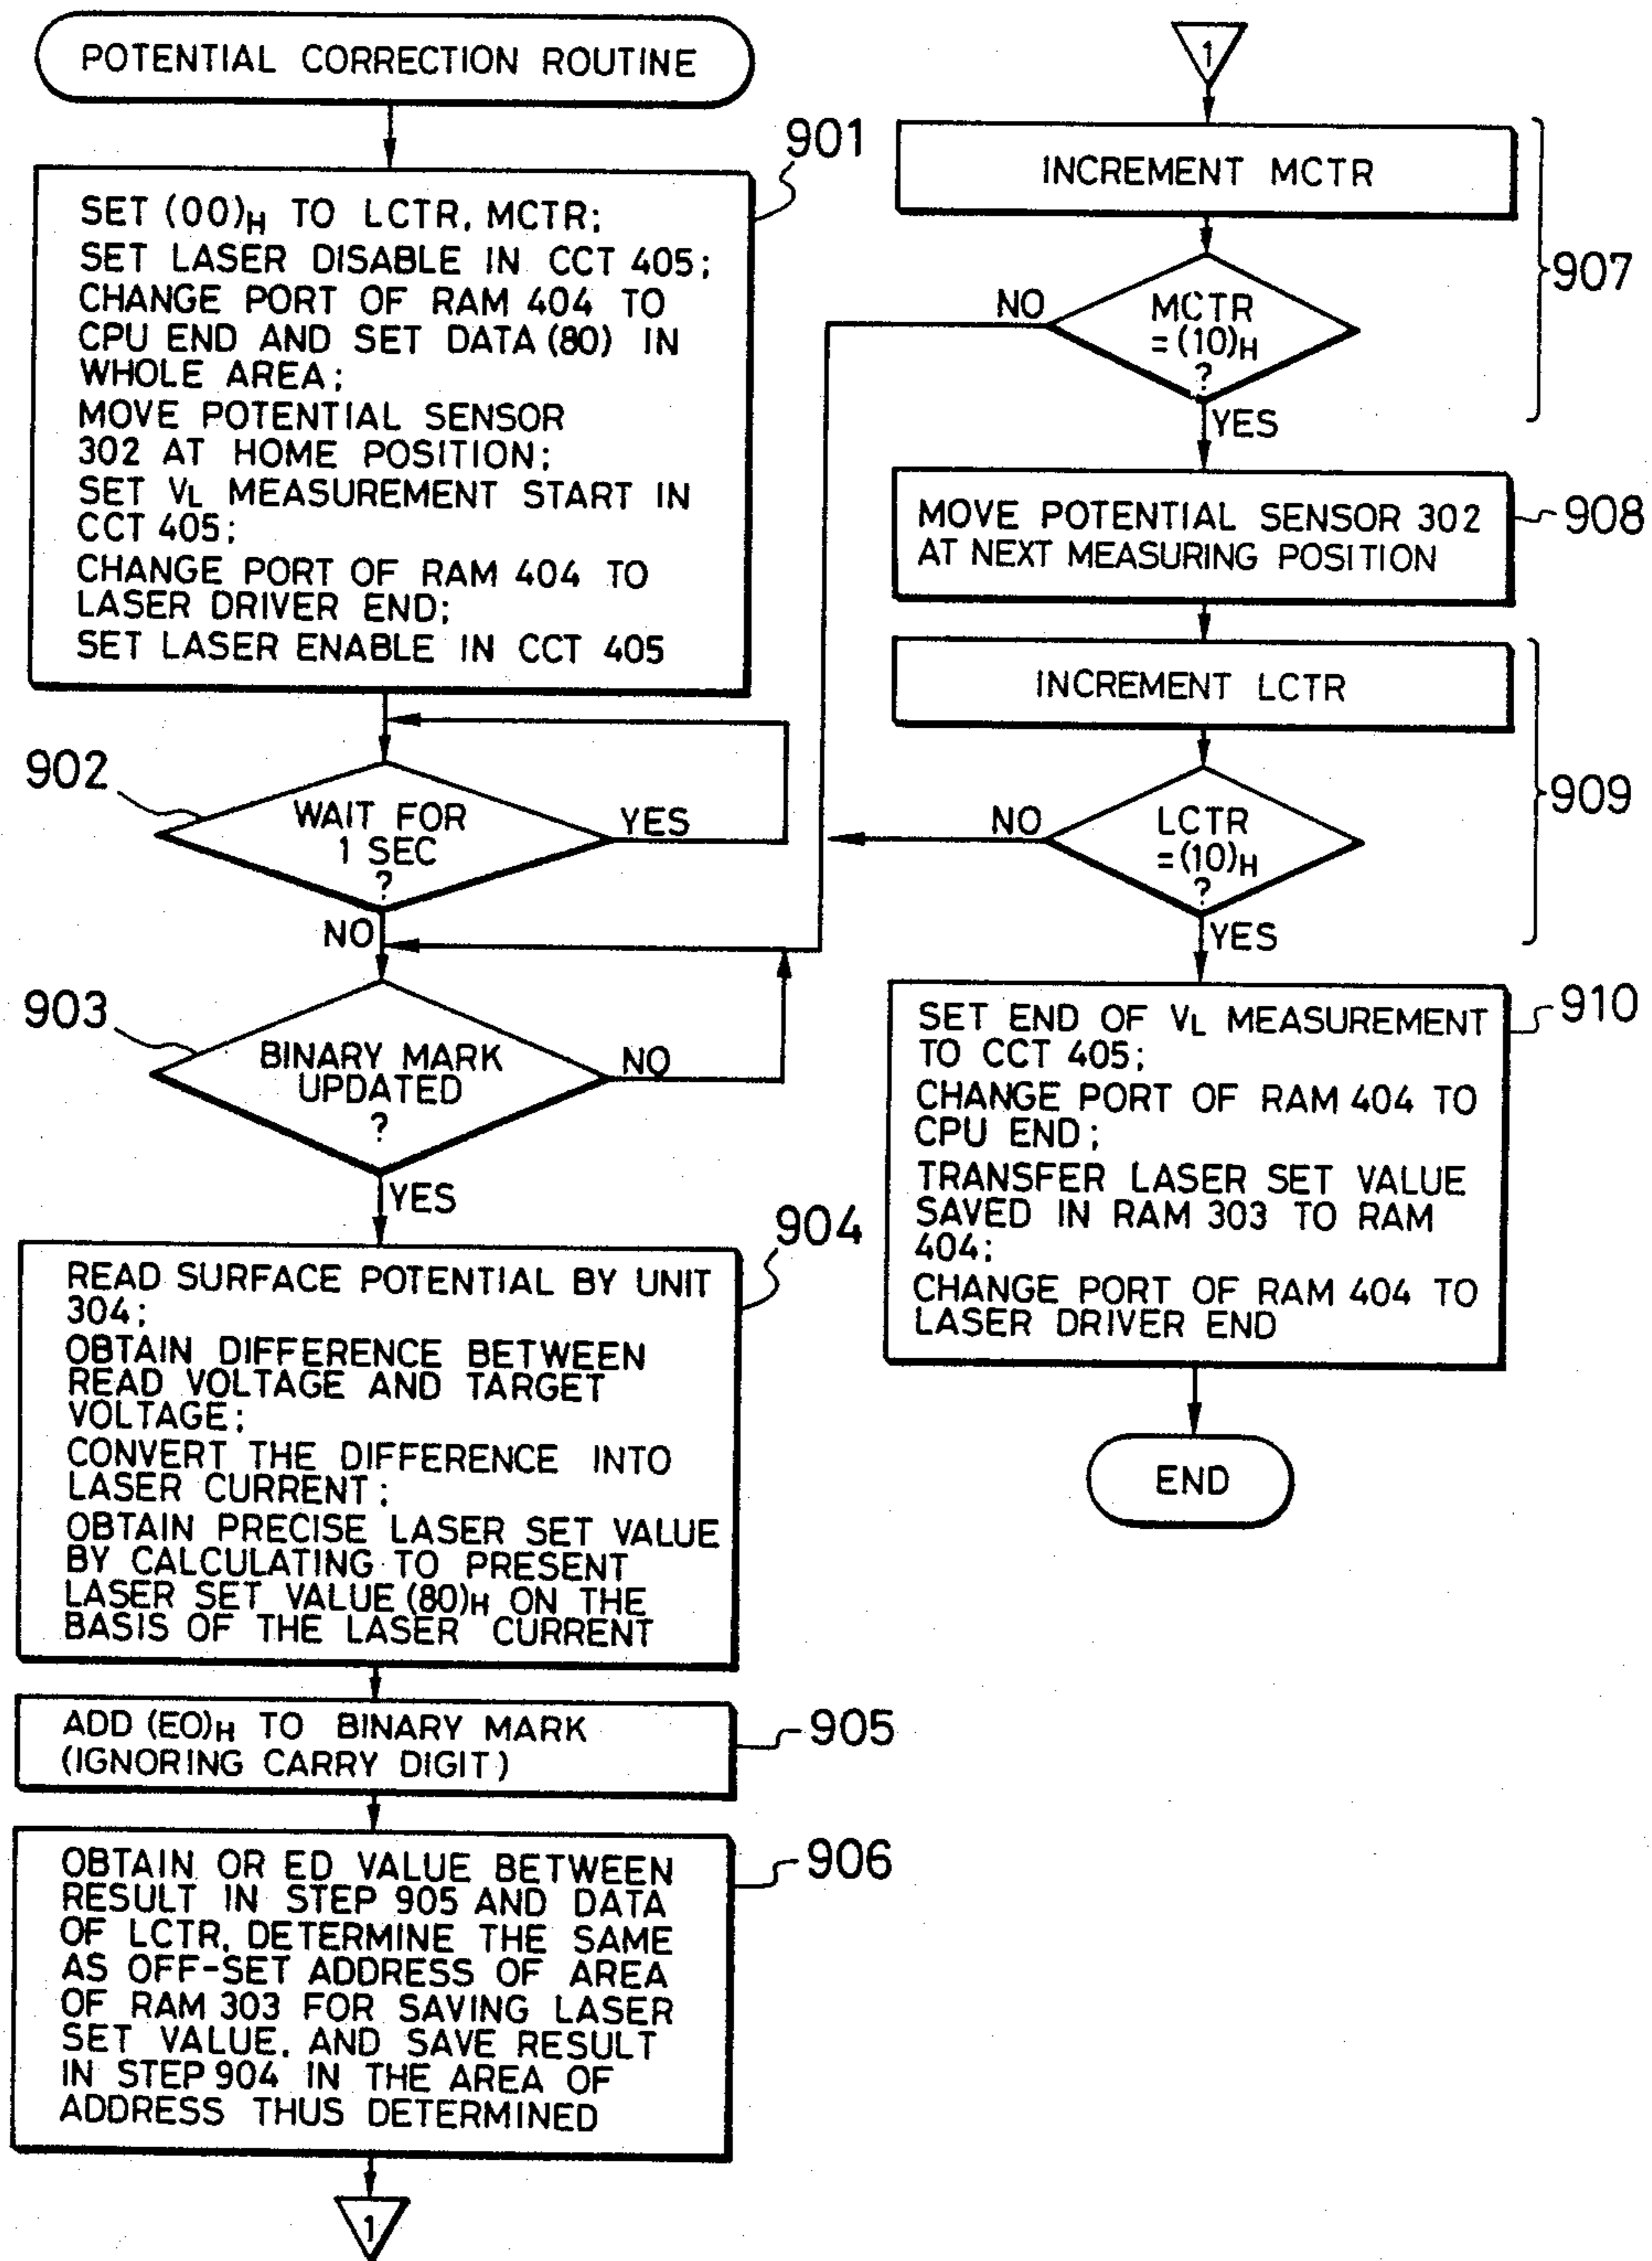 POTENTIAL CORRECTION ROUTINE
901
SET (00)H TO LCTR, MCTR;
SET LASER DISABLE IN CCT 405;
CHANGE PORT OF RAM 404 TO
CPU END AND SET DATA (80) IN
WHOLE AREA;
MOVE POTENTIAL SENSOR
302 AT HOME POSITION;
SET VL MEASUREMENT START IN
CCT 405;
CHANGE PORT OF RAM 404 TO
LASER DRIVER END;
SET LASER ENABLE IN CCT 405
902
WAIT FOR
1 SEC
?
YES
NO
903
BINARY MARK
UPDATED
?
NO
YES
904
READ SURFACE POTENTIAL BY UNIT
304;
OBTAIN DIFFERENCE BETWEEN
READ VOLTAGE AND TARGET
VOLTAGE;
CONVERT THE DIFFERENCE INTO
LASER CURRENT;
OBTAIN PRECISE LASER SET VALUE
BY CALCULATING TO PRESENT
LASER SET VALUE (80)H ON THE
BASIS OF THE LASER CURRENT
ADD (E0)H TO BINARY MARK
(IGNORING CARRY DIGIT)
905
906
OBTAIN OR ED VALUE BETWEEN
RESULT IN STEP 905 AND DATA
OF LCTR, DETERMINE THE SAME
AS OFF-SET ADDRESS OF AREA
OF RAM 303 FOR SAVING LASER
SET VALUE, AND SAVE RESULT
IN STEP 904 IN THE AREA OF
ADDRESS THUS DETERMINED
1
1
INCREMENT MCTR
907
MCTR
=(10)H
?
NO
YES
MOVE POTENTIAL SENSOR 302
AT NEXT MEASURING POSITION
908
INCREMENT LCTR
909
LCTR
=(10)H
?
NO
YES
910
SET END OF VL MEASUREMENT
TO CCT 405;
CHANGE PORT OF RAM 404 TO
CPU END;
TRANSFER LASER SET VALUE
SAVED IN RAM 303 TO RAM
404;
CHANGE PORT OF RAM 404 TO
LASER DRIVER END
END